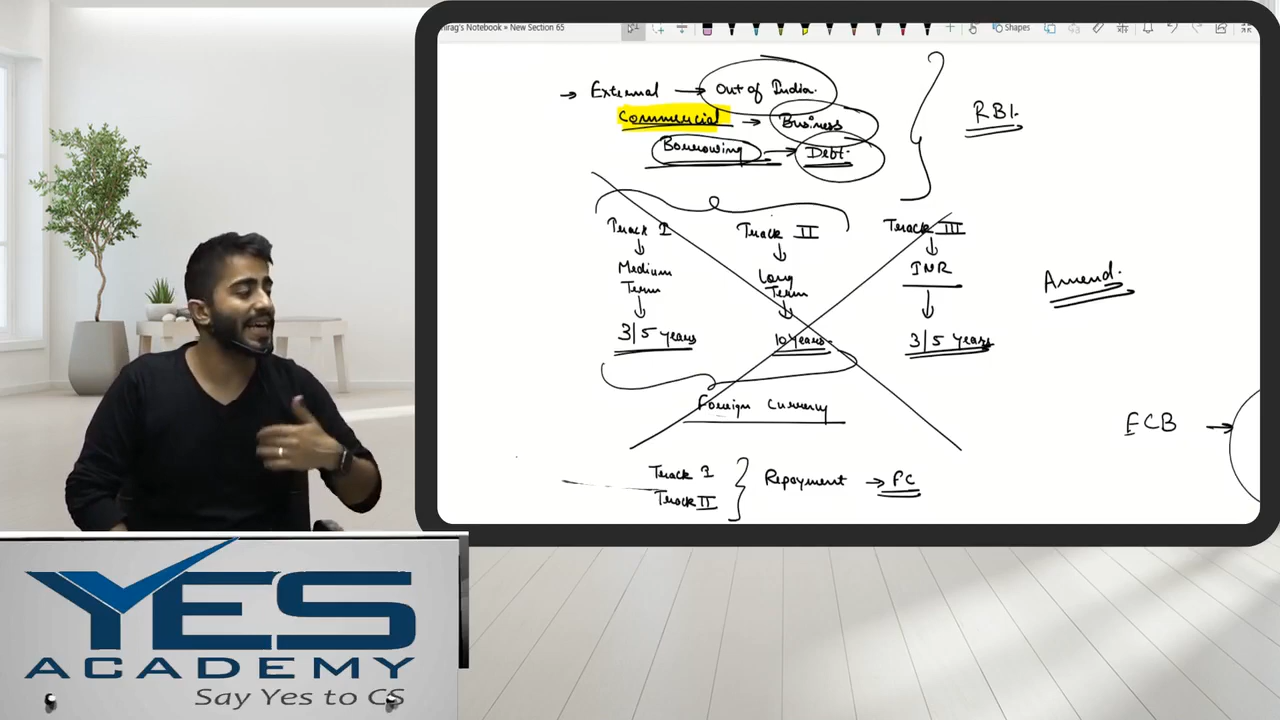 irag's Notebook » New Section 65
Shapes
→ External → Out of India.
Commercial → Business
Borrowing → Debt.
RBI.
Track I Track II Track III
Medium Term Long Term INR
3/5 years 10 years 3/5 years
Foreign Currency
Amend.
ECB →
Track I
Track II
Repayment → FC
YES
ACADEMY
Say Yes to CS